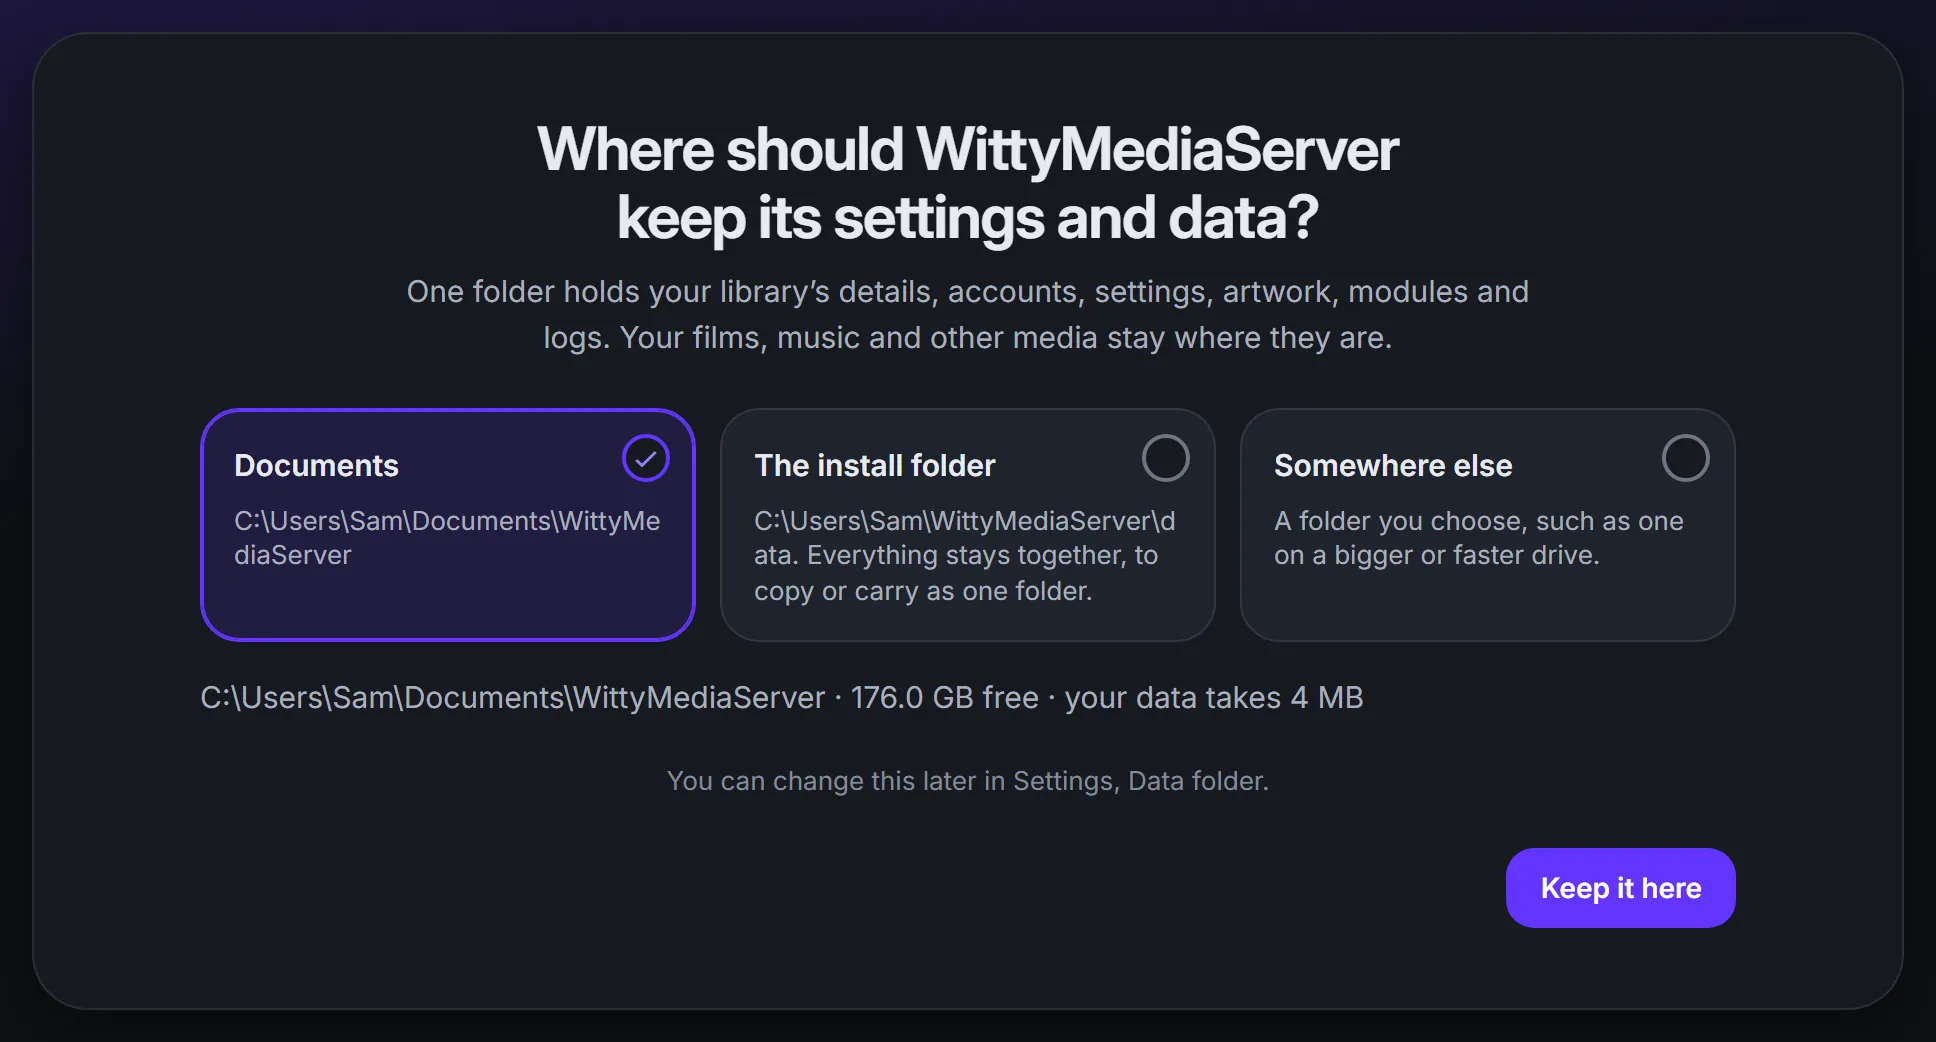 Where should WittyMediaServer
keep its settings and data?
One folder holds your library’s details, accounts, settings, artwork, modules and
logs. Your films, music and other media stay where they are.
Documents
C:\Users\Sam\Documents\WittyMe
diaServer
The install folder
C:\Users\Sam\WittyMediaServer\d
ata. Everything stays together, to
copy or carry as one folder.
Somewhere else
A folder you choose, such as one
on a bigger or faster drive.
C:\Users\Sam\Documents\WittyMediaServer · 176.0 GB free · your data takes 4 MB
You can change this later in Settings, Data folder.
Keep it here